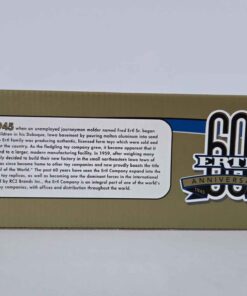 1945 when an unemployed journeyman molder named Fred Ertl Sr. began
children in his Dubuque, Iowa basement by pouring molten aluminum into sand
Ertl family was producing authentic, licensed farm toys which were sold and
the country. As the fledgling toy company grew, it became apparent that it
to a larger, modern manufacturing facility. In 1959, after weighing many
decided to build their new factory in the small northeastern Iowa town of
since become home to other toy companies and now proudly boasts the title
of the World." The past 60 years have seen the Ertl Company expand into the
toy replicas, as well as becoming one the dominant forces in the international
by RC2 Brands Inc., the Ertl Company is an integral part of one of the world's
companies, with offices and distribution throughout the world.
60
ERTL
ANNIVERSARY
1945